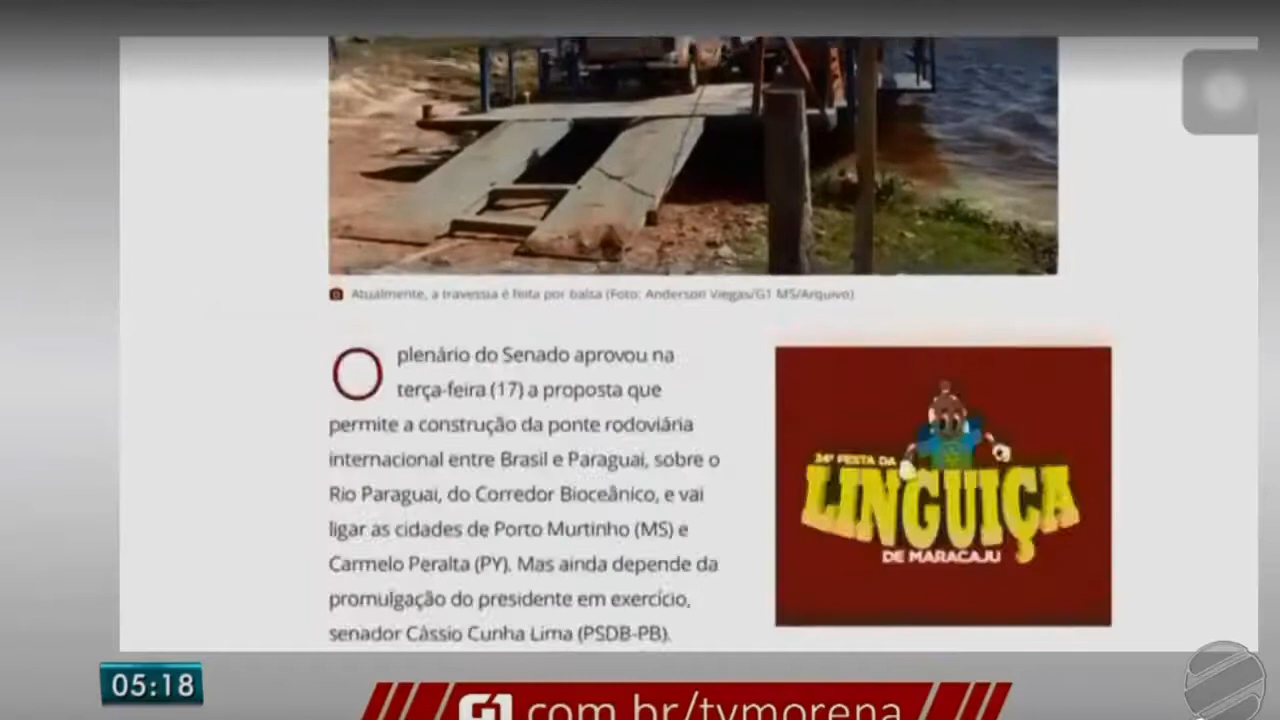 Atualmente, a travessia é feita por balsa (Foto: Anderson Viegas/G1 MS/Arquivo)
O plenário do Senado aprovou na
terça-feira (17) a proposta que
permite a construção da ponte rodoviária
internacional entre Brasil e Paraguai, sobre o
Rio Paraguai, do Corredor Bioceânico, e vai
ligar as cidades de Porto Murtinho (MS) e
Carmelo Peralta (PY). Mas ainda depende da
promulgação do presidente em exercício,
senador Cássio Cunha Lima (PSDB-PB).
24ª FESTA DA
LINGUIÇA
DE MARACAJU
05:18
G1 com.br/tvmorena